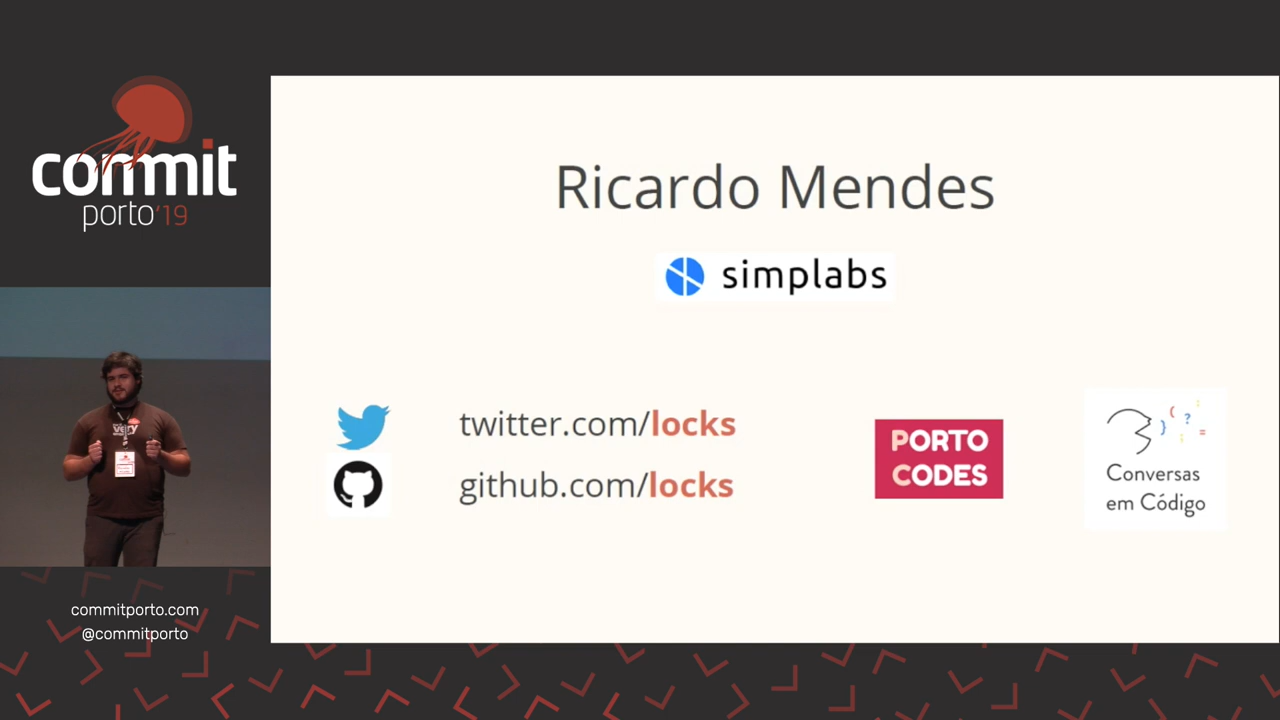 commit
porto'19
Ricardo Mendes
simplabs
twitter.com/locks
github.com/locks
PORTO
CODES
Conversas
em Código
very
commitporto.com
@commitporto